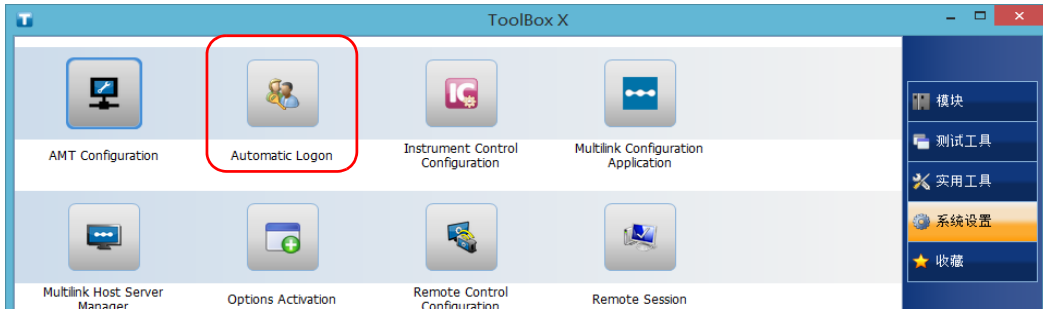 ToolBox X
AMT Configuration
Automatic Logon
Instrument Control
Configuration
Multilink Configuration
Application
Multilink Host Server
Manager
Options Activation
Remote Control
Configuration
Remote Session
模块
测试工具
实用工具
系统设置
收藏